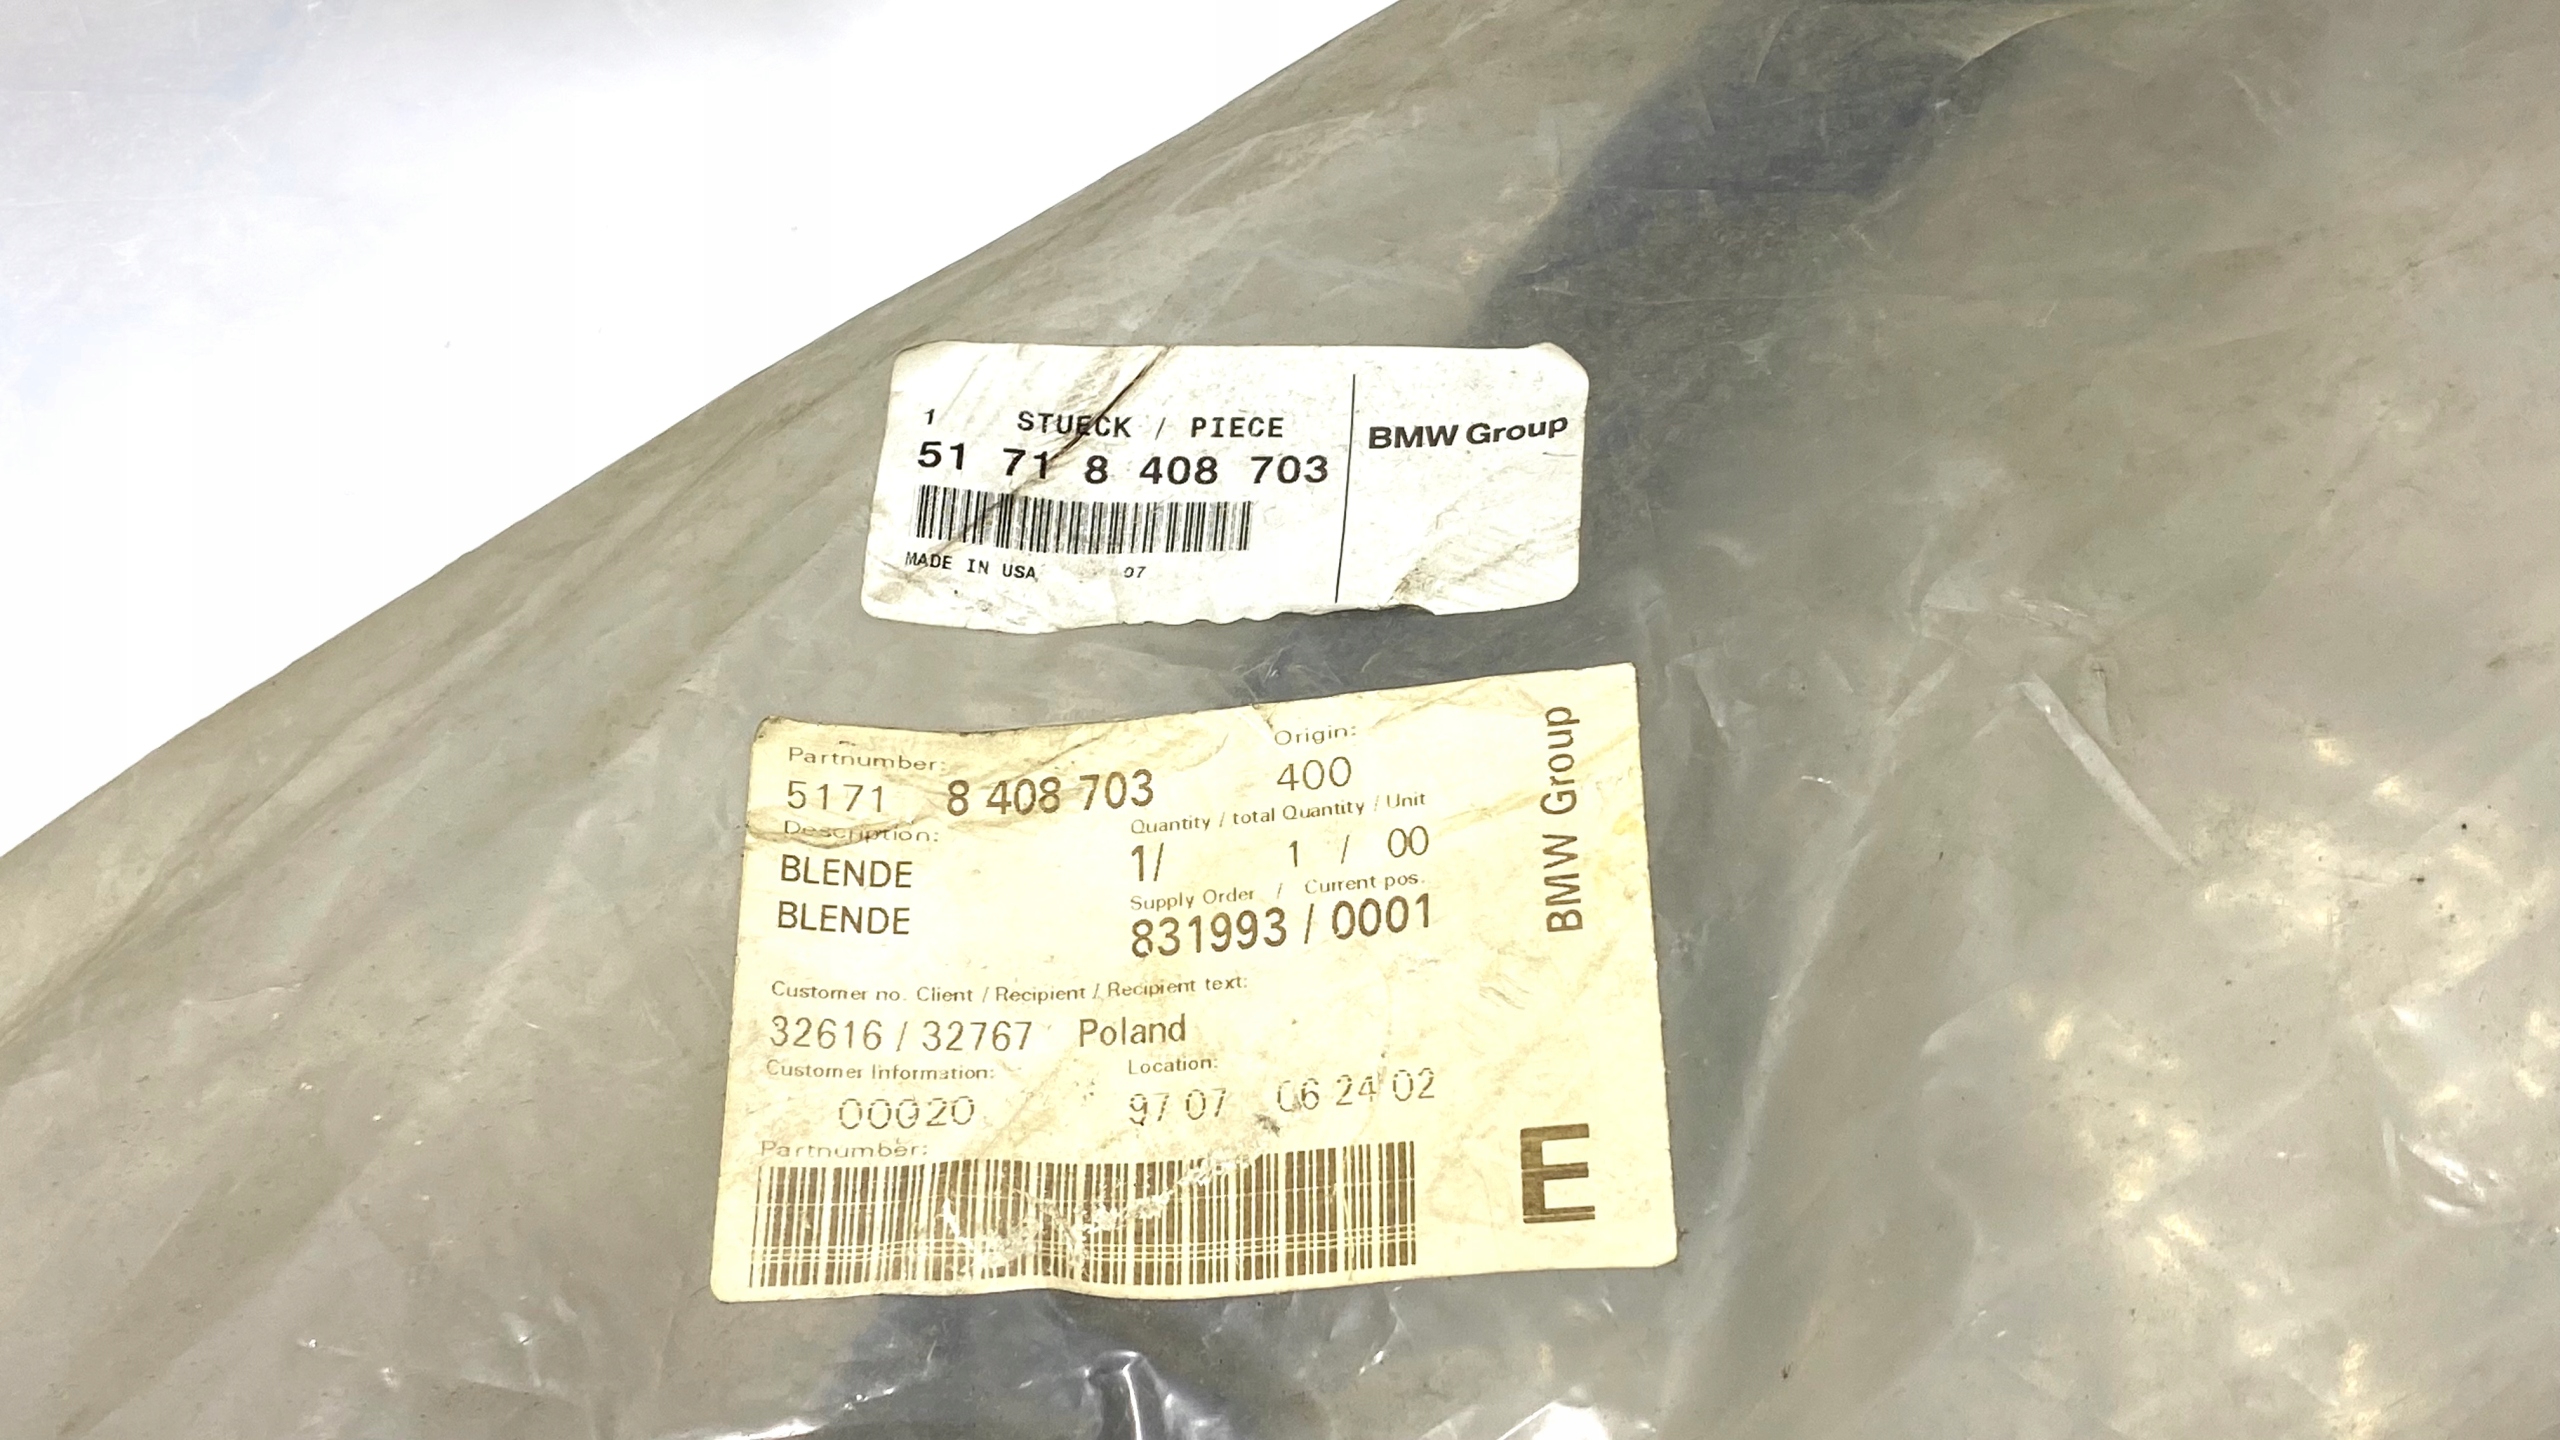 1 STUECK / PIECE
51 71 8 408 703
MADE IN USA 07
BMW Group
Partnumber:
5171 8 408 703
Origin:
400
Description:
BLENDE
BLENDE
Quantity / total Quantity / Unit
1/ 1 / 00
Supply Order / Current pos.
831993 / 0001
Customer no. Client / Recipient / Recipient text:
32616 / 32767 Poland
Customer Information:
00020
Location:
97 07 06 24 02
Partnumber:
BMW Group
E